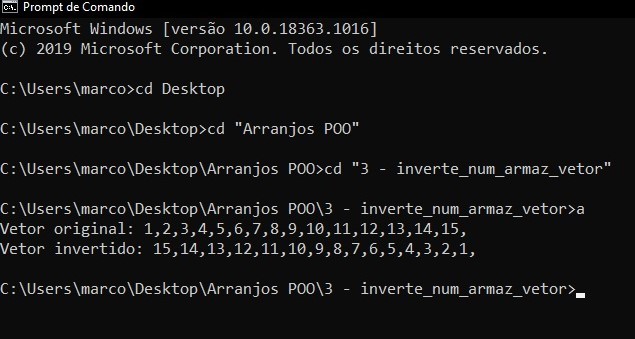 Prompt de Comando
Microsoft Windows [versão 10.0.18363.1016]
(c) 2019 Microsoft Corporation. Todos os direitos reservados.
C:\Users\marco>cd Desktop
C:\Users\marco\Desktop>cd "Arranjos POO"
C:\Users\marco\Desktop\Arranjos POO>cd "3 - inverte_num_armaz_vetor"
C:\Users\marco\Desktop\Arranjos POO\3 - inverte_num_armaz_vetor>a
Vetor original: 1,2,3,4,5,6,7,8,9,10,11,12,13,14,15,
Vetor invertido: 15,14,13,12,11,10,9,8,7,6,5,4,3,2,1,
C:\Users\marco\Desktop\Arranjos POO\3 - inverte_num_armaz_vetor>